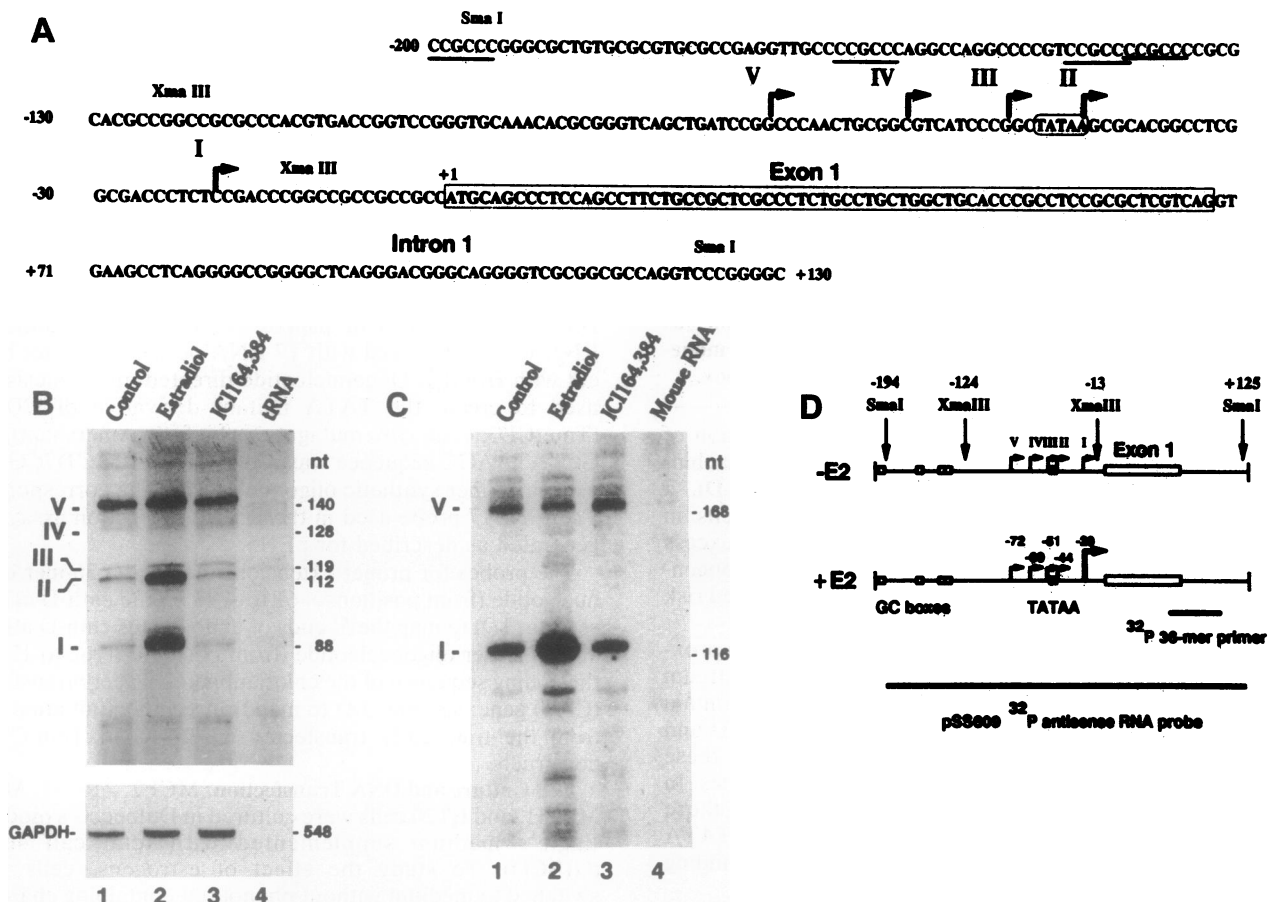 A
Sma I
-200 CCGCCCGGGCGCTGTGCGCGTGCGCCGAGGTTGCCCCGCCCAGGCCAGGCCCCGTCCGCCCCGCCCCGCG
V IV III II
Xma III
-130 CACGCCGGCCGCGCCCACGTGACCGGTCCGGGTGCAAACACGCGGGTCAGCTGATCCGGCCCAACTGCGGCGTCATCCCGGCTATAAGCGCACGGCCTCG
I Xma III +1 Exon 1
-30 GCGACCCTCTCCGACCCGGCCGCCGCCGCCATGCAGCCCTCCAGCCTTCTGCCGCTCGCCCTCTGCCTGCTGGCTGCACCCGCCTCCGCGCTCGTCAGGT
Intron 1 Sma I
+71 GAAGCCTCAGGGGCCGGGGCTCAGGGACGGGCAGGGGTCGCGGCGCCAGGTCCCGGGGC +130
B
Control Estradiol ICI164,384 tRNA
nt
V - - 140
IV - - 128
III - 119
II - 112
I - - 88
GAPDH- - 548
1 2 3 4
C
Control Estradiol ICI164,384 Mouse RNA
nt
V - - 168
I - - 116
1 2 3 4
D
-194 -124 -13 +125
SmaI XmaIII XmaIII SmaI
V IV III II I Exon 1
-E2
-72 -51 -44
+E2
GC boxes TATAA
32P 36-mer primer
pSS600 32P antisense RNA probe